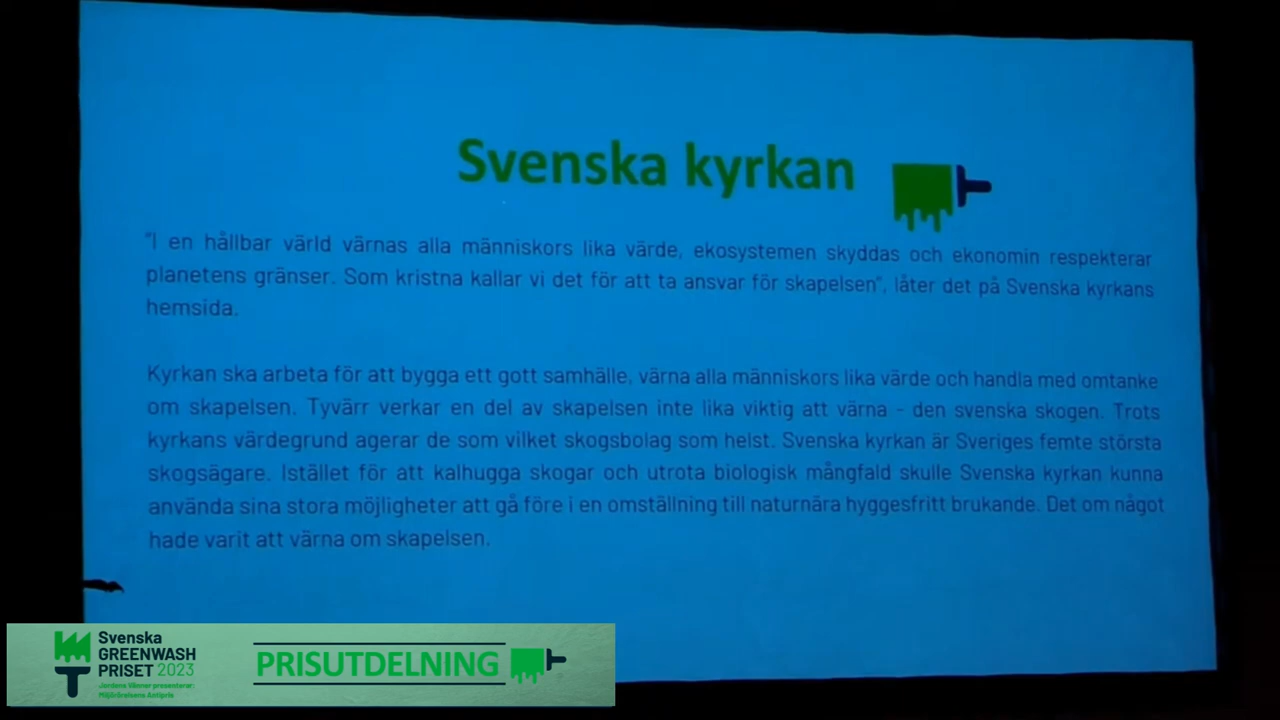 Svenska kyrkan
"I en hållbar värld värnas alla människors lika värde, ekosystemen skyddas och ekonomin respekterar
planetens gränser. Som kristna kallar vi det för att ta ansvar för skapelsen", låter det på Svenska kyrkans
hemsida.
Kyrkan ska arbeta för att bygga ett gott samhälle, värna alla människors lika värde och handla med omtanke
om skapelsen. Tyvärr verkar en del av skapelsen inte lika viktig att värna - den svenska skogen. Trots
kyrkans värdegrund agerar de som vilket skogsbolag som helst. Svenska kyrkan är Sveriges femte största
skogsägare. Istället för att kalhugga skogar och utrota biologisk mångfald skulle Svenska kyrkan kunna
använda sina stora möjligheter att gå före i en omställning till naturnära hyggesfritt brukande. Det om något
hade varit att värna om skapelsen.
Svenska
GREENWASH
PRISET 2023
Jordens Vänner presenterar:
Miljörörelsens Antipris
PRISUTDELNING